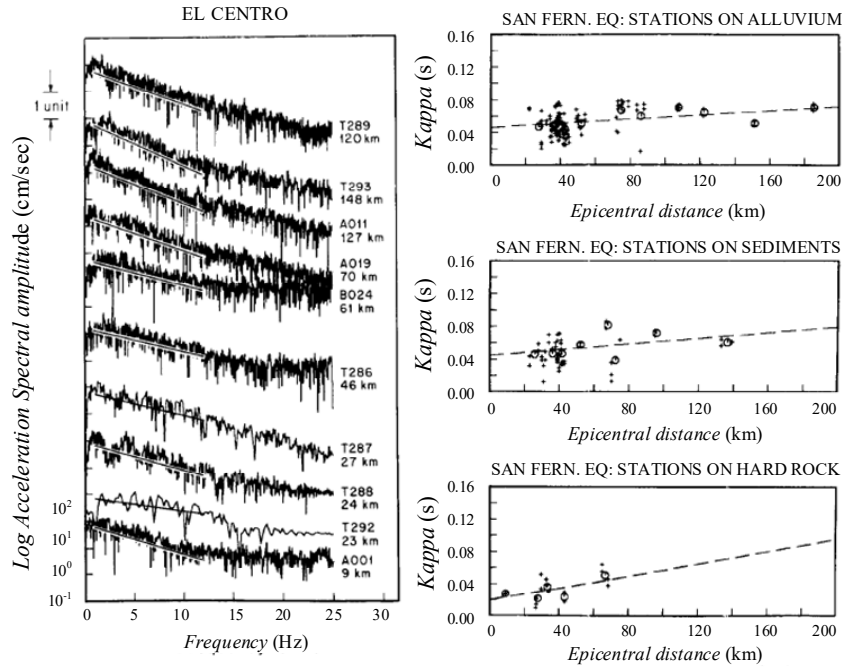 EL CENTRO
1 unit
Log Acceleration Spectral amplitude (cm/sec)
T289
120 km
T293
148 km
A011
127 km
A019
70 km
B024
61 km
T286
46 km
T287
27 km
T288
24 km
T292
23 km
A001
9 km
10²
10¹
10⁰
10⁻¹
0 5 10 15 20 25 30
Frequency (Hz)
SAN FERN. EQ: STATIONS ON ALLUVIUM
Kappa (s)
0.16
0.12
0.08
0.04
0.00
0 40 80 120 160 200
Epicentral distance (km)
SAN FERN. EQ: STATIONS ON SEDIMENTS
Kappa (s)
0.16
0.12
0.08
0.04
0.00
0 40 80 120 160 200
Epicentral distance (km)
SAN FERN. EQ: STATIONS ON HARD ROCK
Kappa (s)
0.16
0.12
0.08
0.04
0.00
0 40 80 120 160 200
Epicentral distance (km)